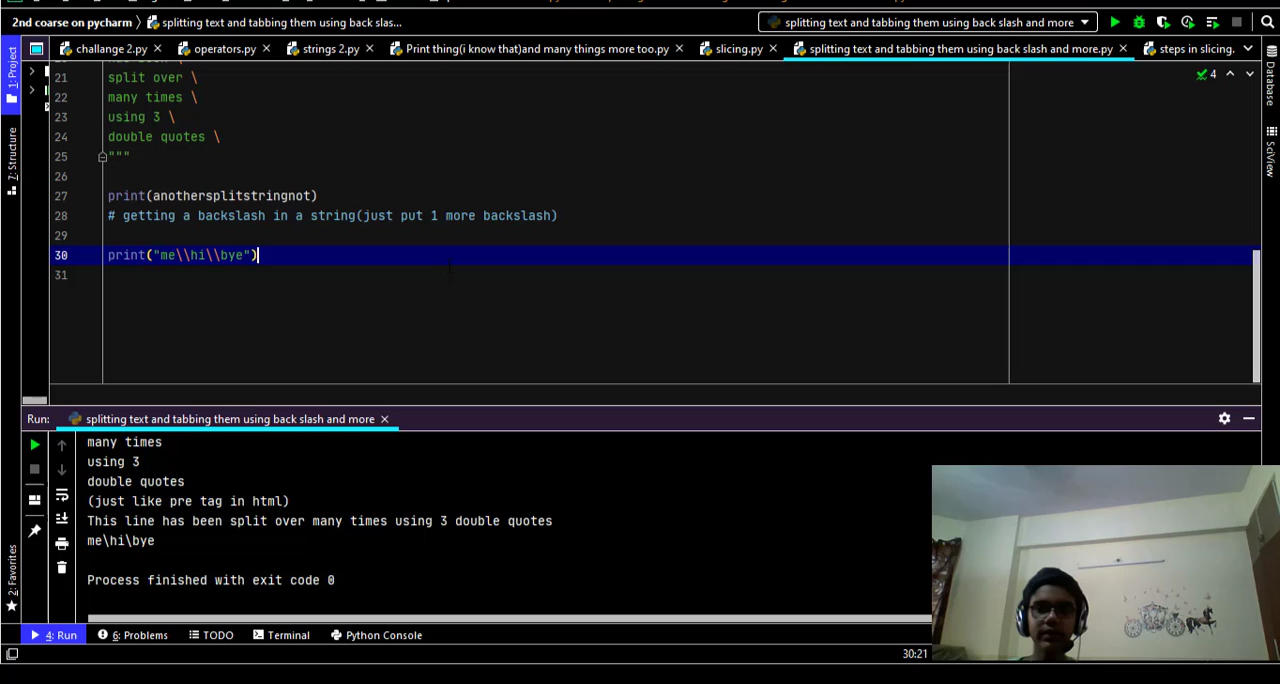 2nd coarse on pycharm
splitting text and tabbing them using back slas...
splitting text and tabbing them using back slash and more
challange 2.py
operators.py
strings 2.py
Print thing(i know that)and many things more too.py
slicing.py
splitting text and tabbing them using back slash and more.py
steps in slicing.
1: Project
7: Structure
2: Favorites
Database
SciView
4
21 split over \
22 many times \
23 using 3 \
24 double quotes \
25 """
26
27 print(anothersplitstringnot)
28 # getting a backslash in a string(just put 1 more backslash)
29
30 print("me\\hi\\bye")
31
Run: splitting text and tabbing them using back slash and more
many times
using 3
double quotes
(just like pre tag in html)
This line has been split over many times using 3 double quotes
me\hi\bye
Process finished with exit code 0
4: Run 6: Problems TODO Terminal Python Console
30:21